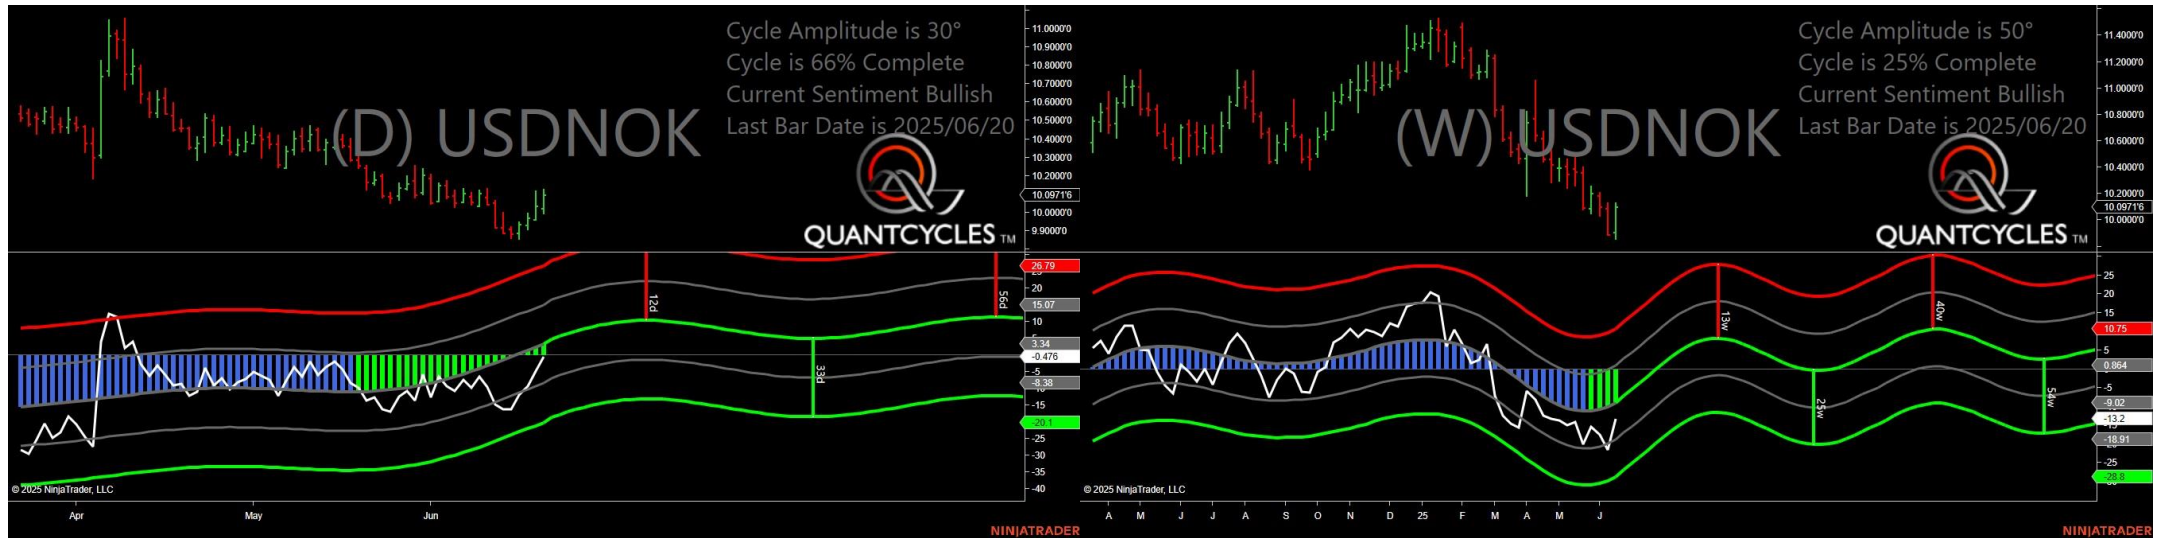 Cycle Amplitude is 30°
Cycle is 66% Complete
Current Sentiment Bullish
Last Bar Date is 2025/06/20
(D) USDNOK
QUANTCYCLES TM
11.0000'0
10.9000'0
10.8000'0
10.7000'0
10.6000'0
10.5000'0
10.4000'0
10.3000'0
10.2000'0
10.0971'6
10.0000'0
9.9000'0
26.79
20
15.07
10
3.34
-0.476
-5
-8.38
-15
-20.1
-25
-30
-35
-40
12d
33d
56d
© 2025 NinjaTrader, LLC
Apr May Jun
NINJATRADER
Cycle Amplitude is 50°
Cycle is 25% Complete
Current Sentiment Bullish
Last Bar Date is 2025/06/20
(W) USDNOK
QUANTCYCLES TM
11.4000'0
11.2000'0
11.0000'0
10.8000'0
10.6000'0
10.4000'0
10.2000'0
10.0971'6
10.0000'0
25
20
15
10.75
5
0.864
-5
-9.02
-13.2
-18.91
-25
-28.8
13w
25w
40w
54w
© 2025 NinjaTrader, LLC
A M J J A S O N D 25 F M A M J
NINJATRADER